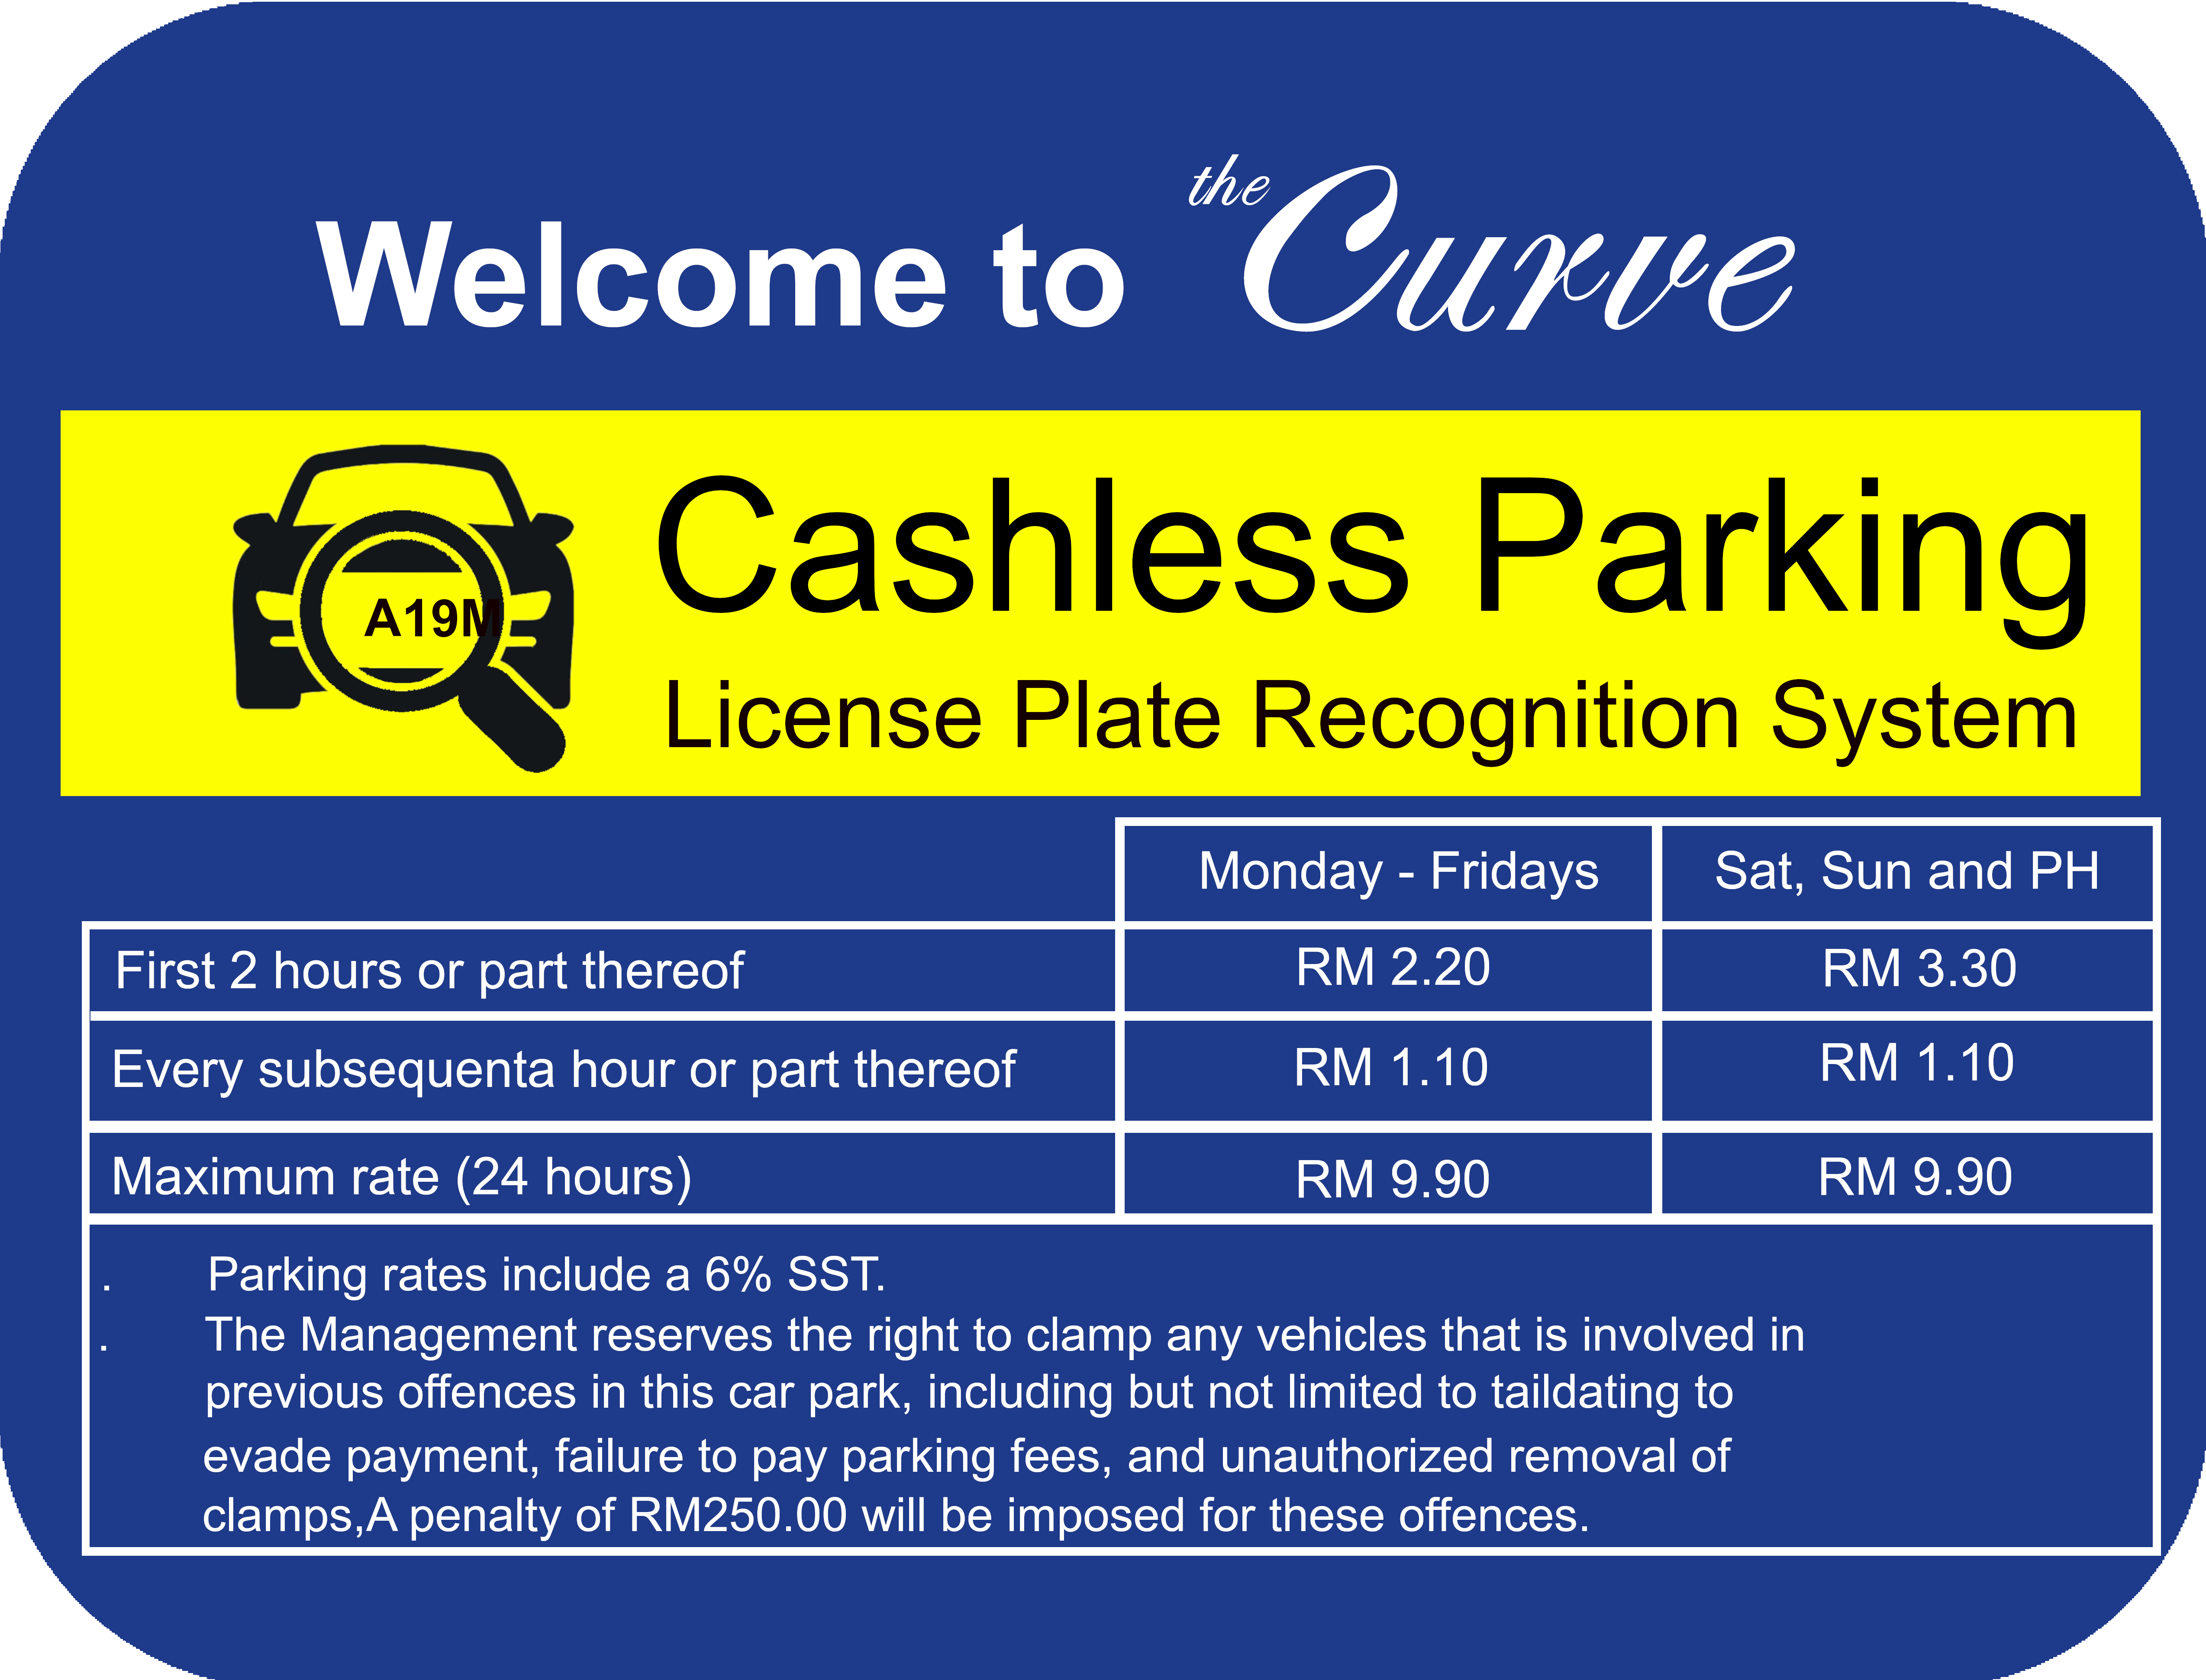 Welcome to the Curve
A19M
Cashless Parking
License Plate Recognition System
Monday - Fridays Sat, Sun and PH
First 2 hours or part thereof RM 2.20 RM 3.30
Every subsequenta hour or part thereof RM 1.10 RM 1.10
Maximum rate (24 hours) RM 9.90 RM 9.90
. Parking rates include a 6% SST.
. The Management reserves the right to clamp any vehicles that is involved in
previous offences in this car park, including but not limited to taildating to
evade payment, failure to pay parking fees, and unauthorized removal of
clamps,A penalty of RM250.00 will be imposed for these offences.